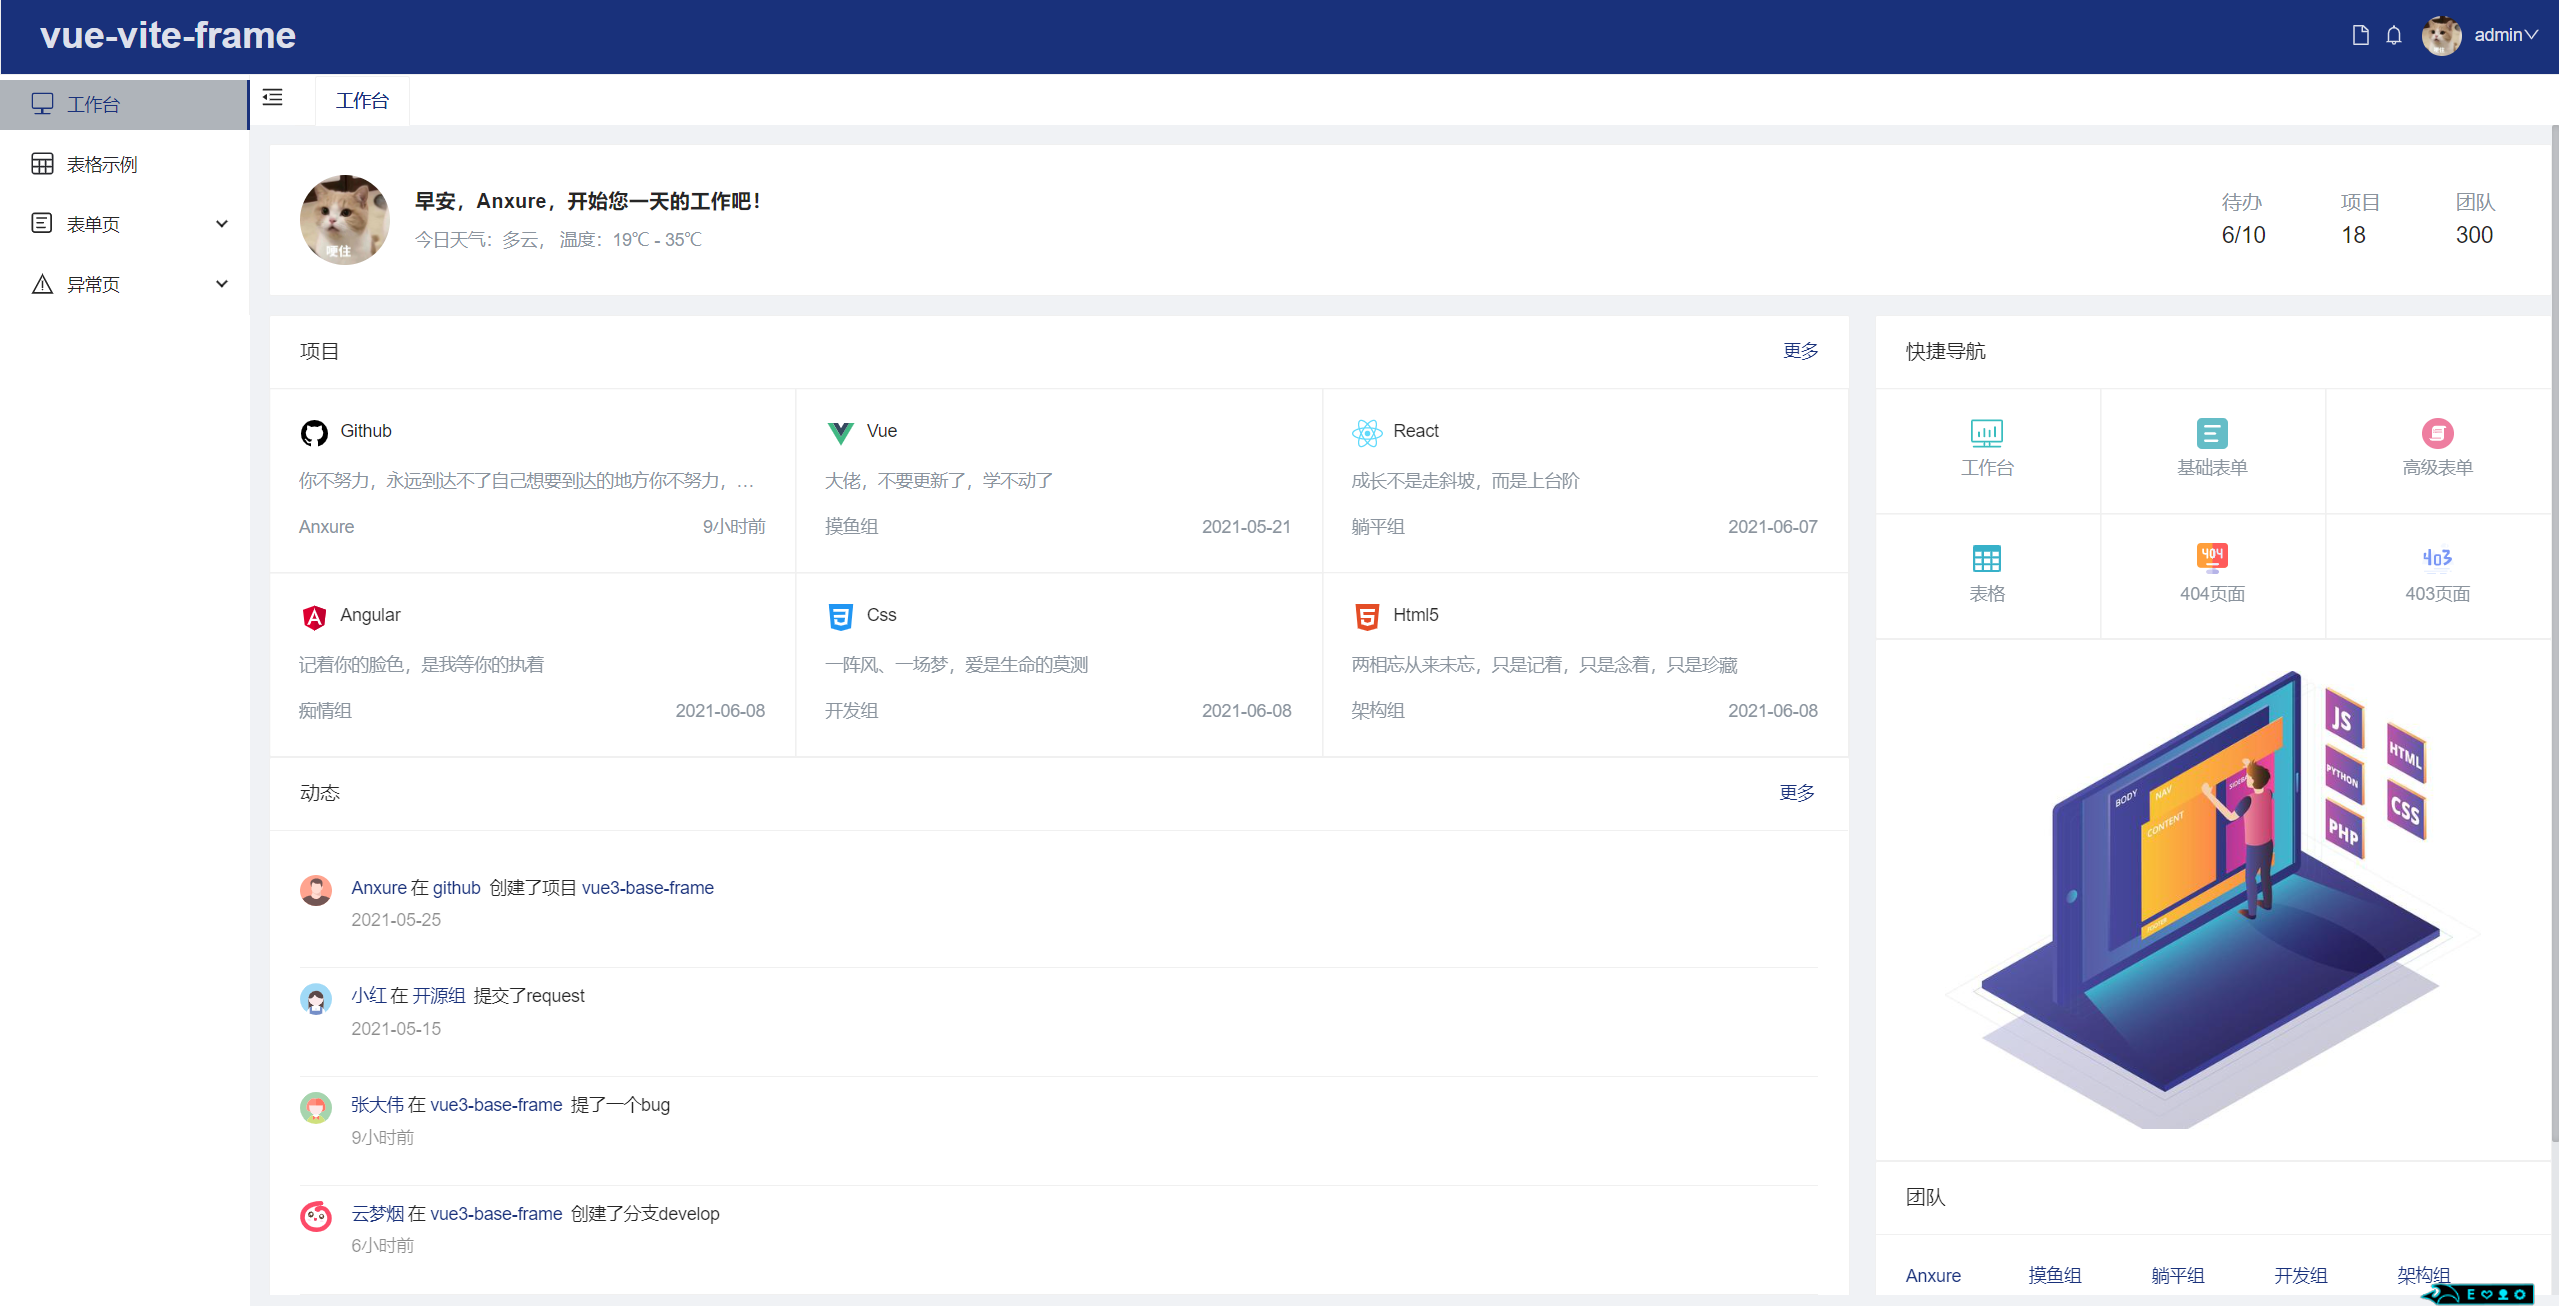 vue-vite-frame
admin
工作台
表格示例
表单页
异常页
工作台
早安，Anxure，开始您一天的工作吧！
今日天气：多云， 温度：19℃ - 35℃
哽住
待办
6/10
项目
18
团队
300
项目
更多
Github
你不努力，永远到达不了自己想要到达的地方你不努力，...
Anxure
9小时前
Vue
大佬，不要更新了，学不动了
摸鱼组
2021-05-21
React
成长不是走斜坡，而是上台阶
躺平组
2021-06-07
Angular
记着你的脸色，是我等你的执着
痴情组
2021-06-08
Css
一阵风、一场梦，爱是生命的莫测
开发组
2021-06-08
Html5
两相忘从来未忘，只是记着，只是念着，只是珍藏
架构组
2021-06-08
动态
更多
Anxure 在 github 创建了项目 vue3-base-frame
2021-05-25
小红 在 开源组 提交了request
2021-05-15
张大伟 在 vue3-base-frame 提了一个bug
9小时前
云梦烟 在 vue3-base-frame 创建了分支develop
6小时前
快捷导航
工作台
基础表单
高级表单
表格
404
404页面
403
403页面
JS
HTML
PYTHON
CSS
PHP
BODY
NAV
CONTENT
FOOTER
团队
Anxure
摸鱼组
躺平组
开发组
架构组
E